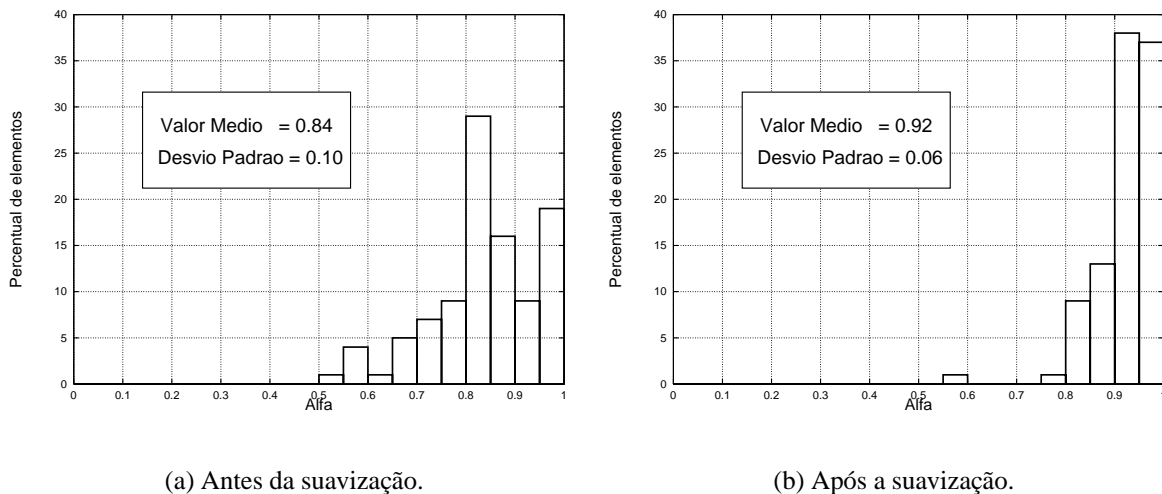 40
35
30
25
20
15
10
5
0
Percentual de elementos
Valor Medio = 0.84
Desvio Padrao = 0.10
0 0.1 0.2 0.3 0.4 0.5 0.6 0.7 0.8 0.9 1
Alfa
(a) Antes da suavização.
40
35
30
25
20
15
10
5
0
Percentual de elementos
Valor Medio = 0.92
Desvio Padrao = 0.06
0 0.1 0.2 0.3 0.4 0.5 0.6 0.7 0.8 0.9 1
Alfa
(b) Após a suavização.